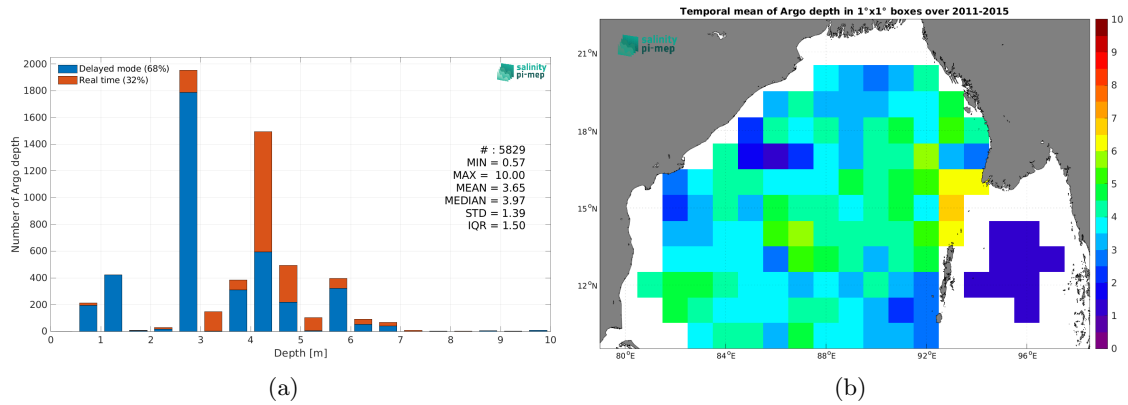 salinity
pi-mep
Delayed mode (68%)
Real time (32%)
# : 5829
MIN = 0.57
MAX = 10.00
MEAN = 3.65
MEDIAN = 3.97
STD = 1.39
IQR = 1.50
Number of Argo depth
2000
1800
1600
1400
1200
1000
800
600
400
200
0
0 1 2 3 4 5 6 7 8 9 10
Depth [m]
(a)
Temporal mean of Argo depth in 1°x1° boxes over 2011-2015
salinity
pi-mep
21°N
18°N
15°N
12°N
80°E 84°E 88°E 92°E 96°E
10
9
8
7
6
5
4
3
2
1
0
(b)